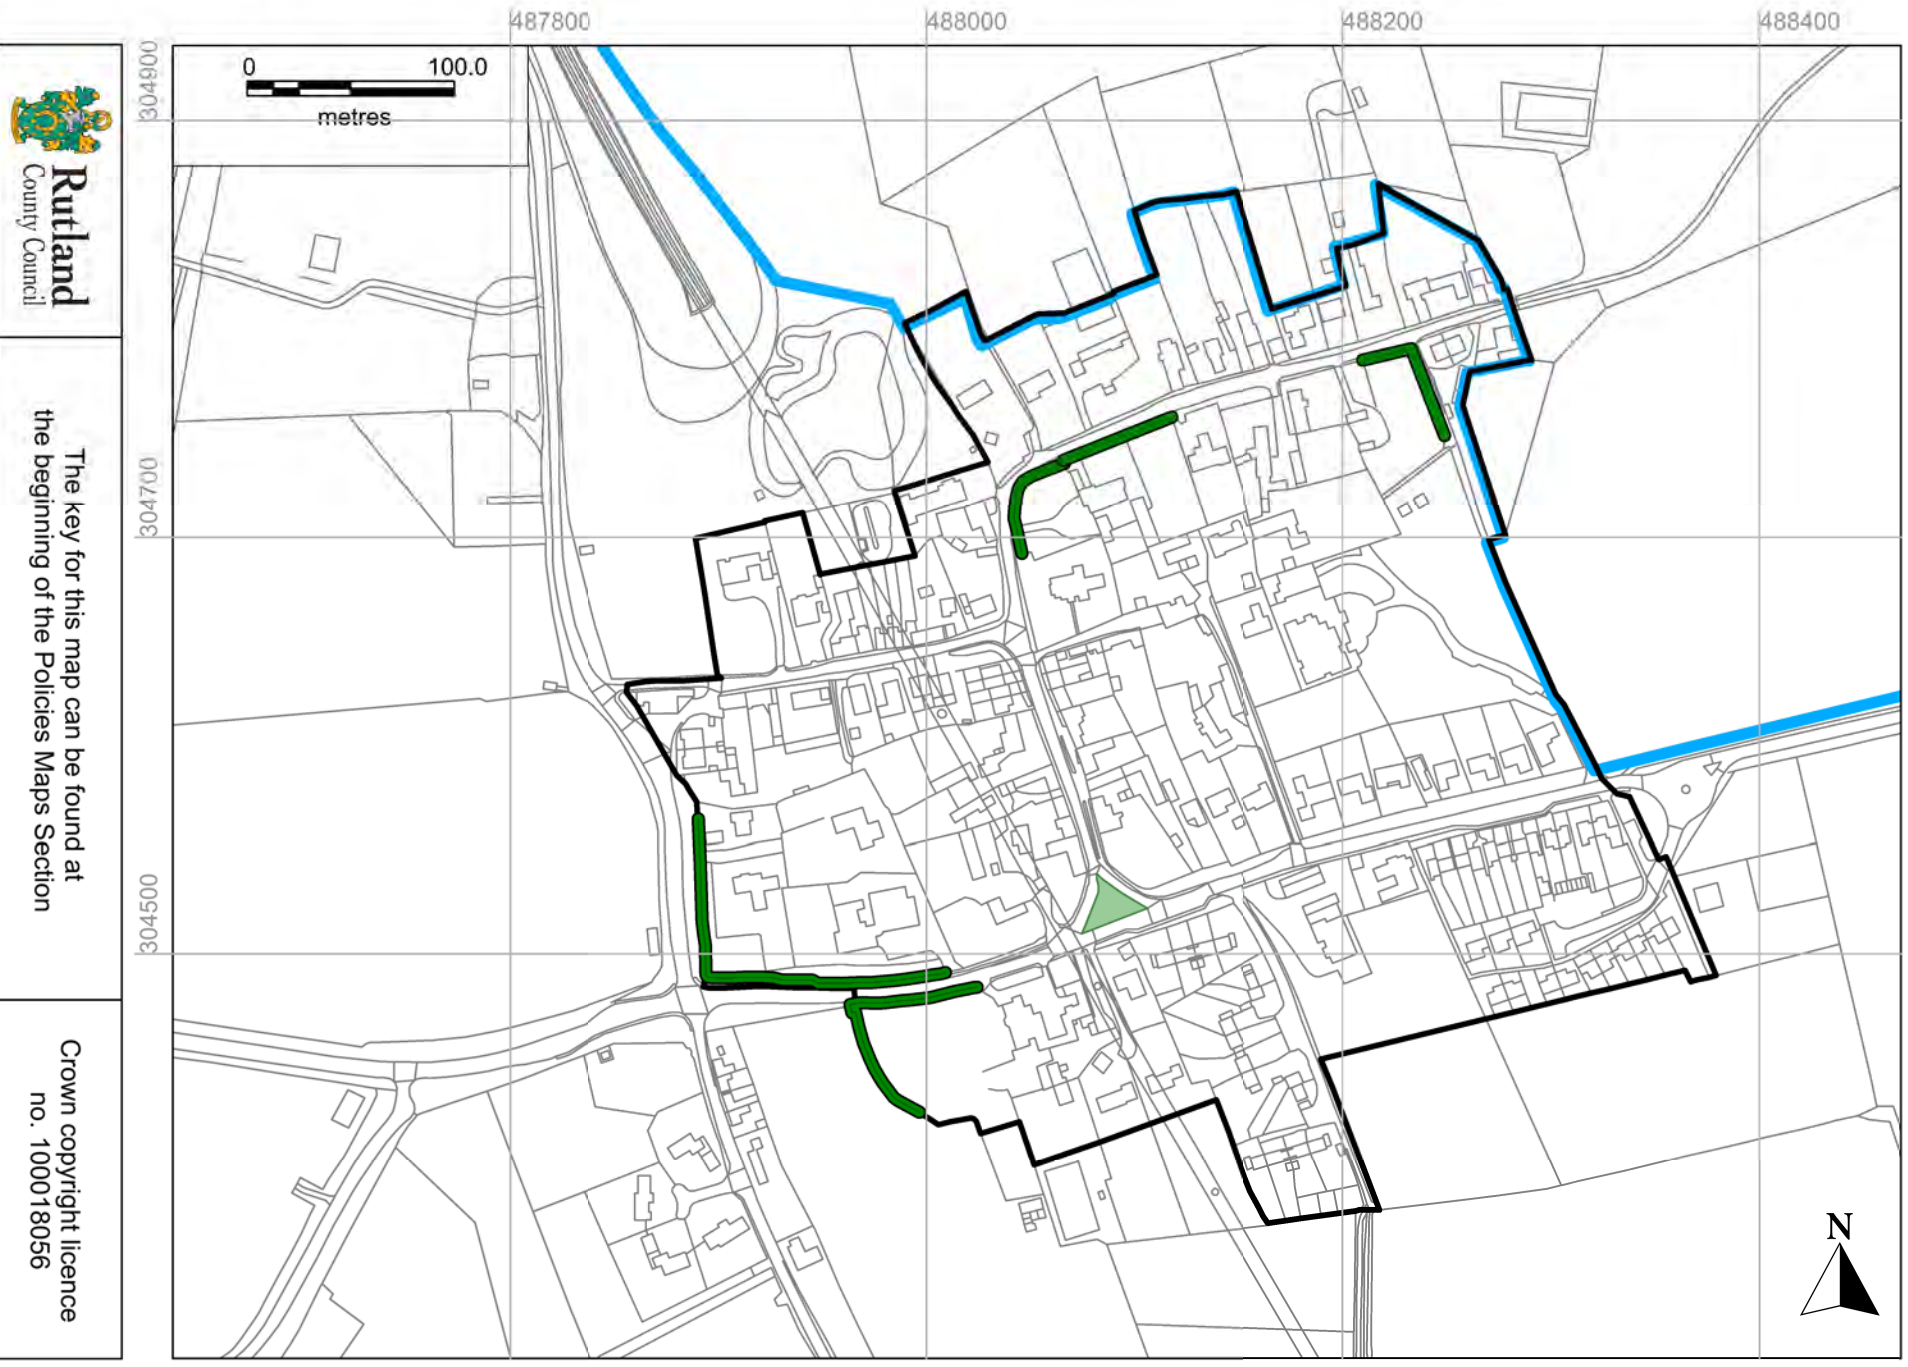 487800
488000
488200
488400
304900
304700
304500
0 100.0
metres
Rutland
County Council
The key for this map can be found at
the beginning of the Policies Maps Section
Crown copyright licence
no. 100018056
N